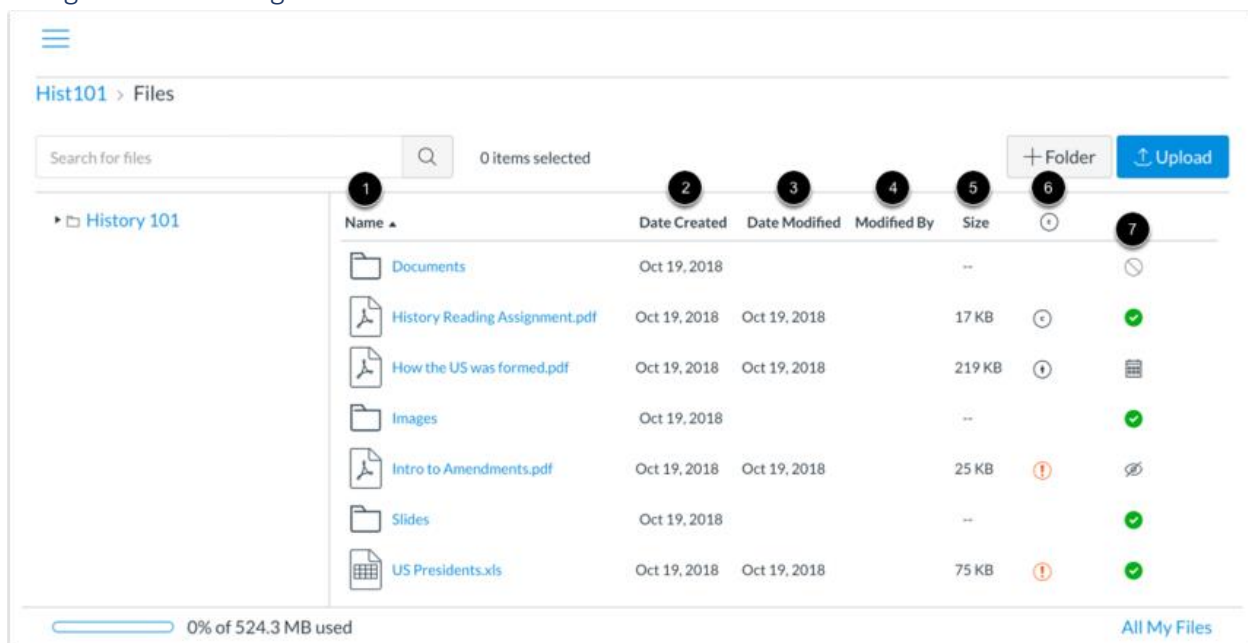 Hist101 > Files
Search for files
0 items selected
+ Folder
Upload
1
2
3
4
5
6
7
History 101
Name
Date Created
Date Modified
Modified By
Size
Documents
Oct 19, 2018
--
History Reading Assignment.pdf
Oct 19, 2018
Oct 19, 2018
17 KB
How the US was formed.pdf
Oct 19, 2018
Oct 19, 2018
219 KB
Images
Oct 19, 2018
--
Intro to Amendments.pdf
Oct 19, 2018
Oct 19, 2018
25 KB
Slides
Oct 19, 2018
--
US Presidents.xls
Oct 19, 2018
Oct 19, 2018
75 KB
0% of 524.3 MB used
All My Files